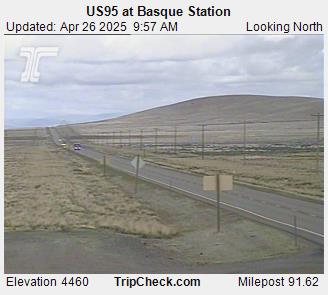 US95 at Basque Station
Updated: Apr 26 2025 9:57 AM Looking North
Elevation 4460 TripCheck.com Milepost 91.62